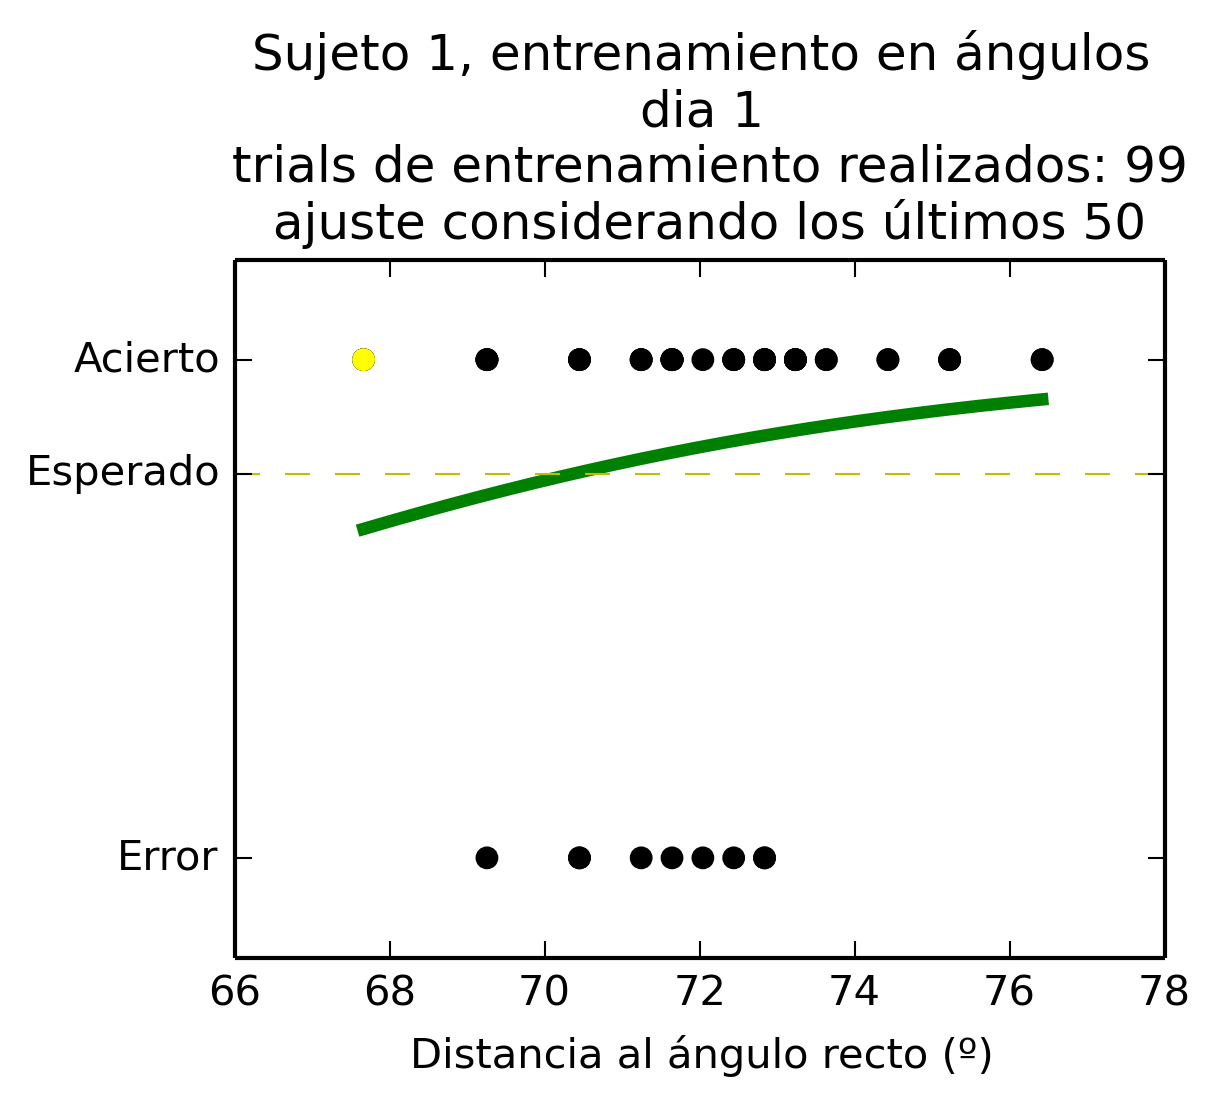 Sujeto 1, entrenamiento en ángulos
dia 1
trials de entrenamiento realizados: 99
ajuste considerando los últimos 50
Acierto
Esperado
Error
66 68 70 72 74 76 78
Distancia al ángulo recto (º)